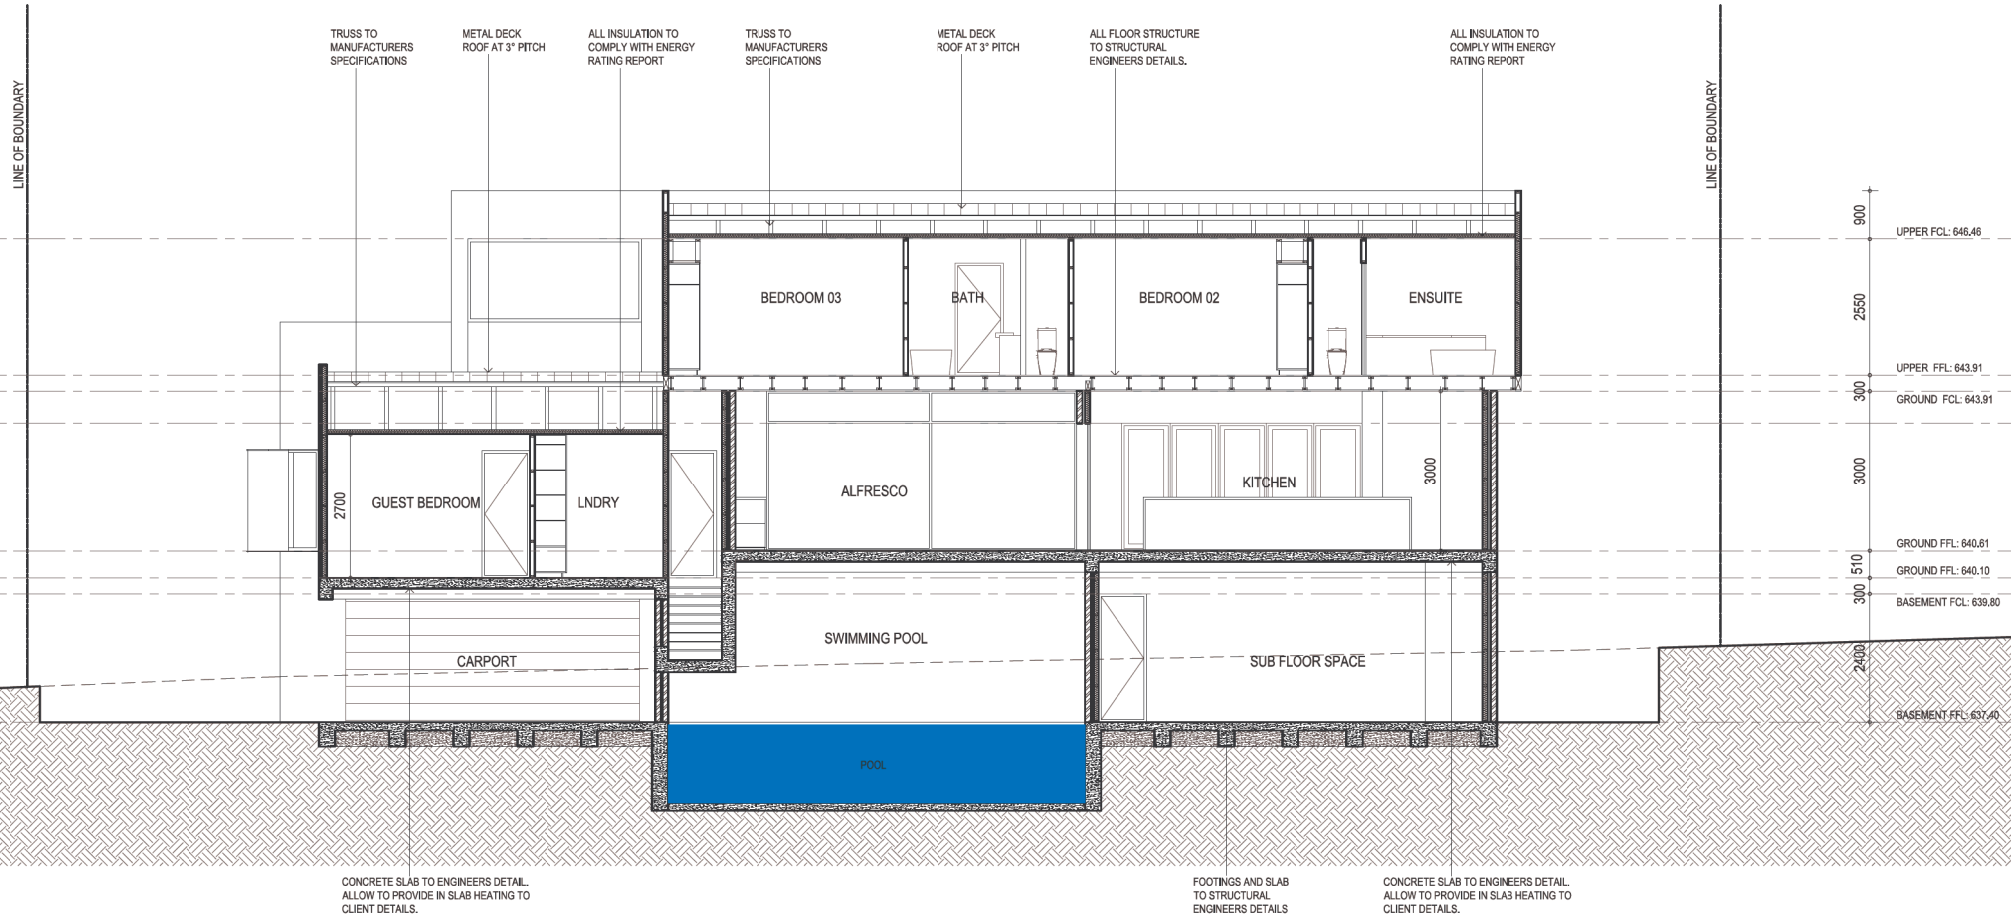 TRUSS TO
MANUFACTURERS
SPECIFICATIONS
METAL DECK
ROOF AT 3° PITCH
ALL INSULATION TO
COMPLY WITH ENERGY
RATING REPORT
TRUSS TO
MANUFACTURERS
SPECIFICATIONS
METAL DECK
ROOF AT 3° PITCH
ALL FLOOR STRUCTURE
TO STRUCTURAL
ENGINEERS DETAILS.
ALL INSULATION TO
COMPLY WITH ENERGY
RATING REPORT
LINE OF BOUNDARY
LINE OF BOUNDARY
900
UPPER FCL: 646.46
BEDROOM 03
BATH
BEDROOM 02
ENSUITE
2550
UPPER FFL: 643.91
300
GROUND FCL: 643.91
GUEST BEDROOM
2700
LNDRY
ALFRESCO
KITCHEN
3000
3000
GROUND FFL: 640.61
510
GROUND FFL: 640.10
300
BASEMENT FCL: 639.80
CARPORT
SWIMMING POOL
SUB FLOOR SPACE
2400
BASEMENT FFL: 637.40
POOL
CONCRETE SLAB TO ENGINEERS DETAIL.
ALLOW TO PROVIDE IN SLAB HEATING TO
CLIENT DETAILS.
FOOTINGS AND SLAB
TO STRUCTURAL
ENGINEERS DETAILS
CONCRETE SLAB TO ENGINEERS DETAIL.
ALLOW TO PROVIDE IN SLAB HEATING TO
CLIENT DETAILS.